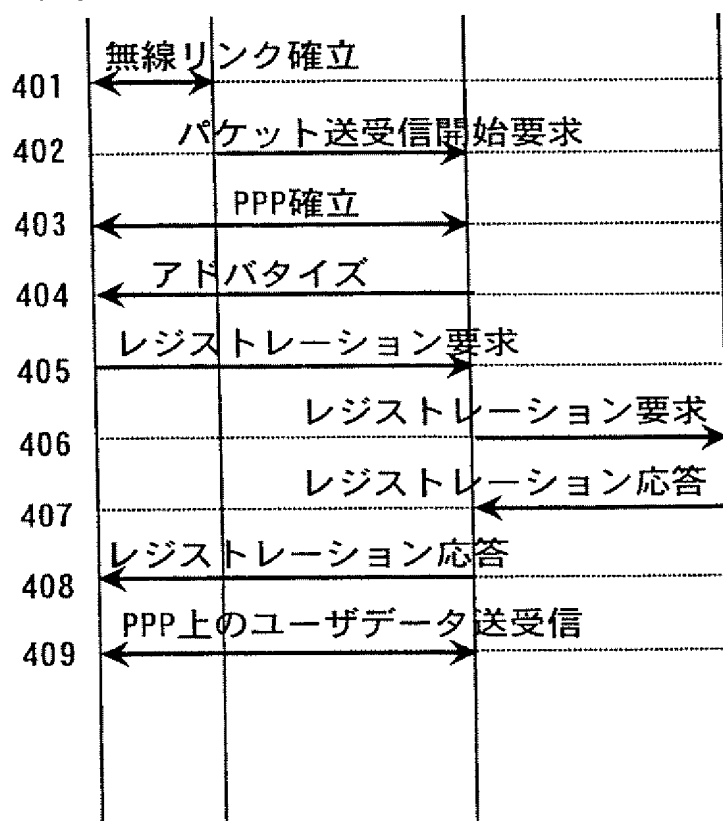 無線リンク確立
401
パケット送受信開始要求
402
PPP確立
403
アドバタイズ
404
レジストレーション要求
405
レジストレーション要求
406
レジストレーション応答
407
レジストレーション応答
408
PPP上のユーザデータ送受信
409